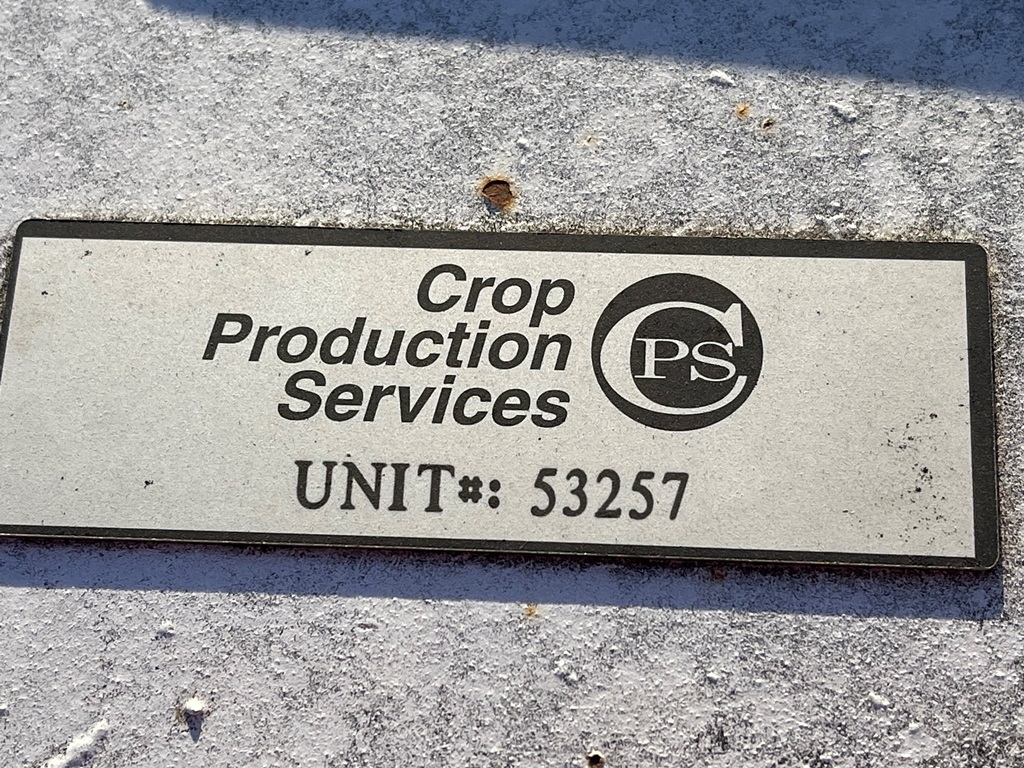 Crop
Production
Services
CPS
UNIT#: 53257